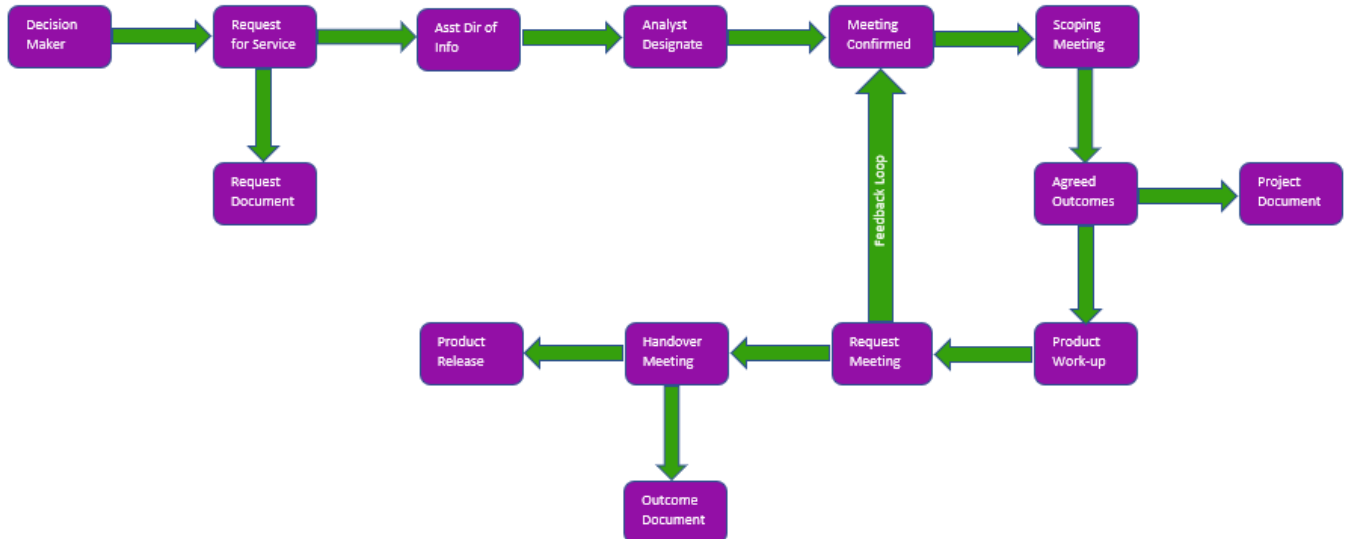 Decision
Maker
Request
for Service
Asst Dir of
Info
Analyst
Designate
Meeting
Confirmed
Scoping
Meeting
Request
Document
Feedback Loop
Agreed
Outcomes
Project
Document
Product
Release
Handover
Meeting
Request
Meeting
Product
Work-up
Outcome
Document